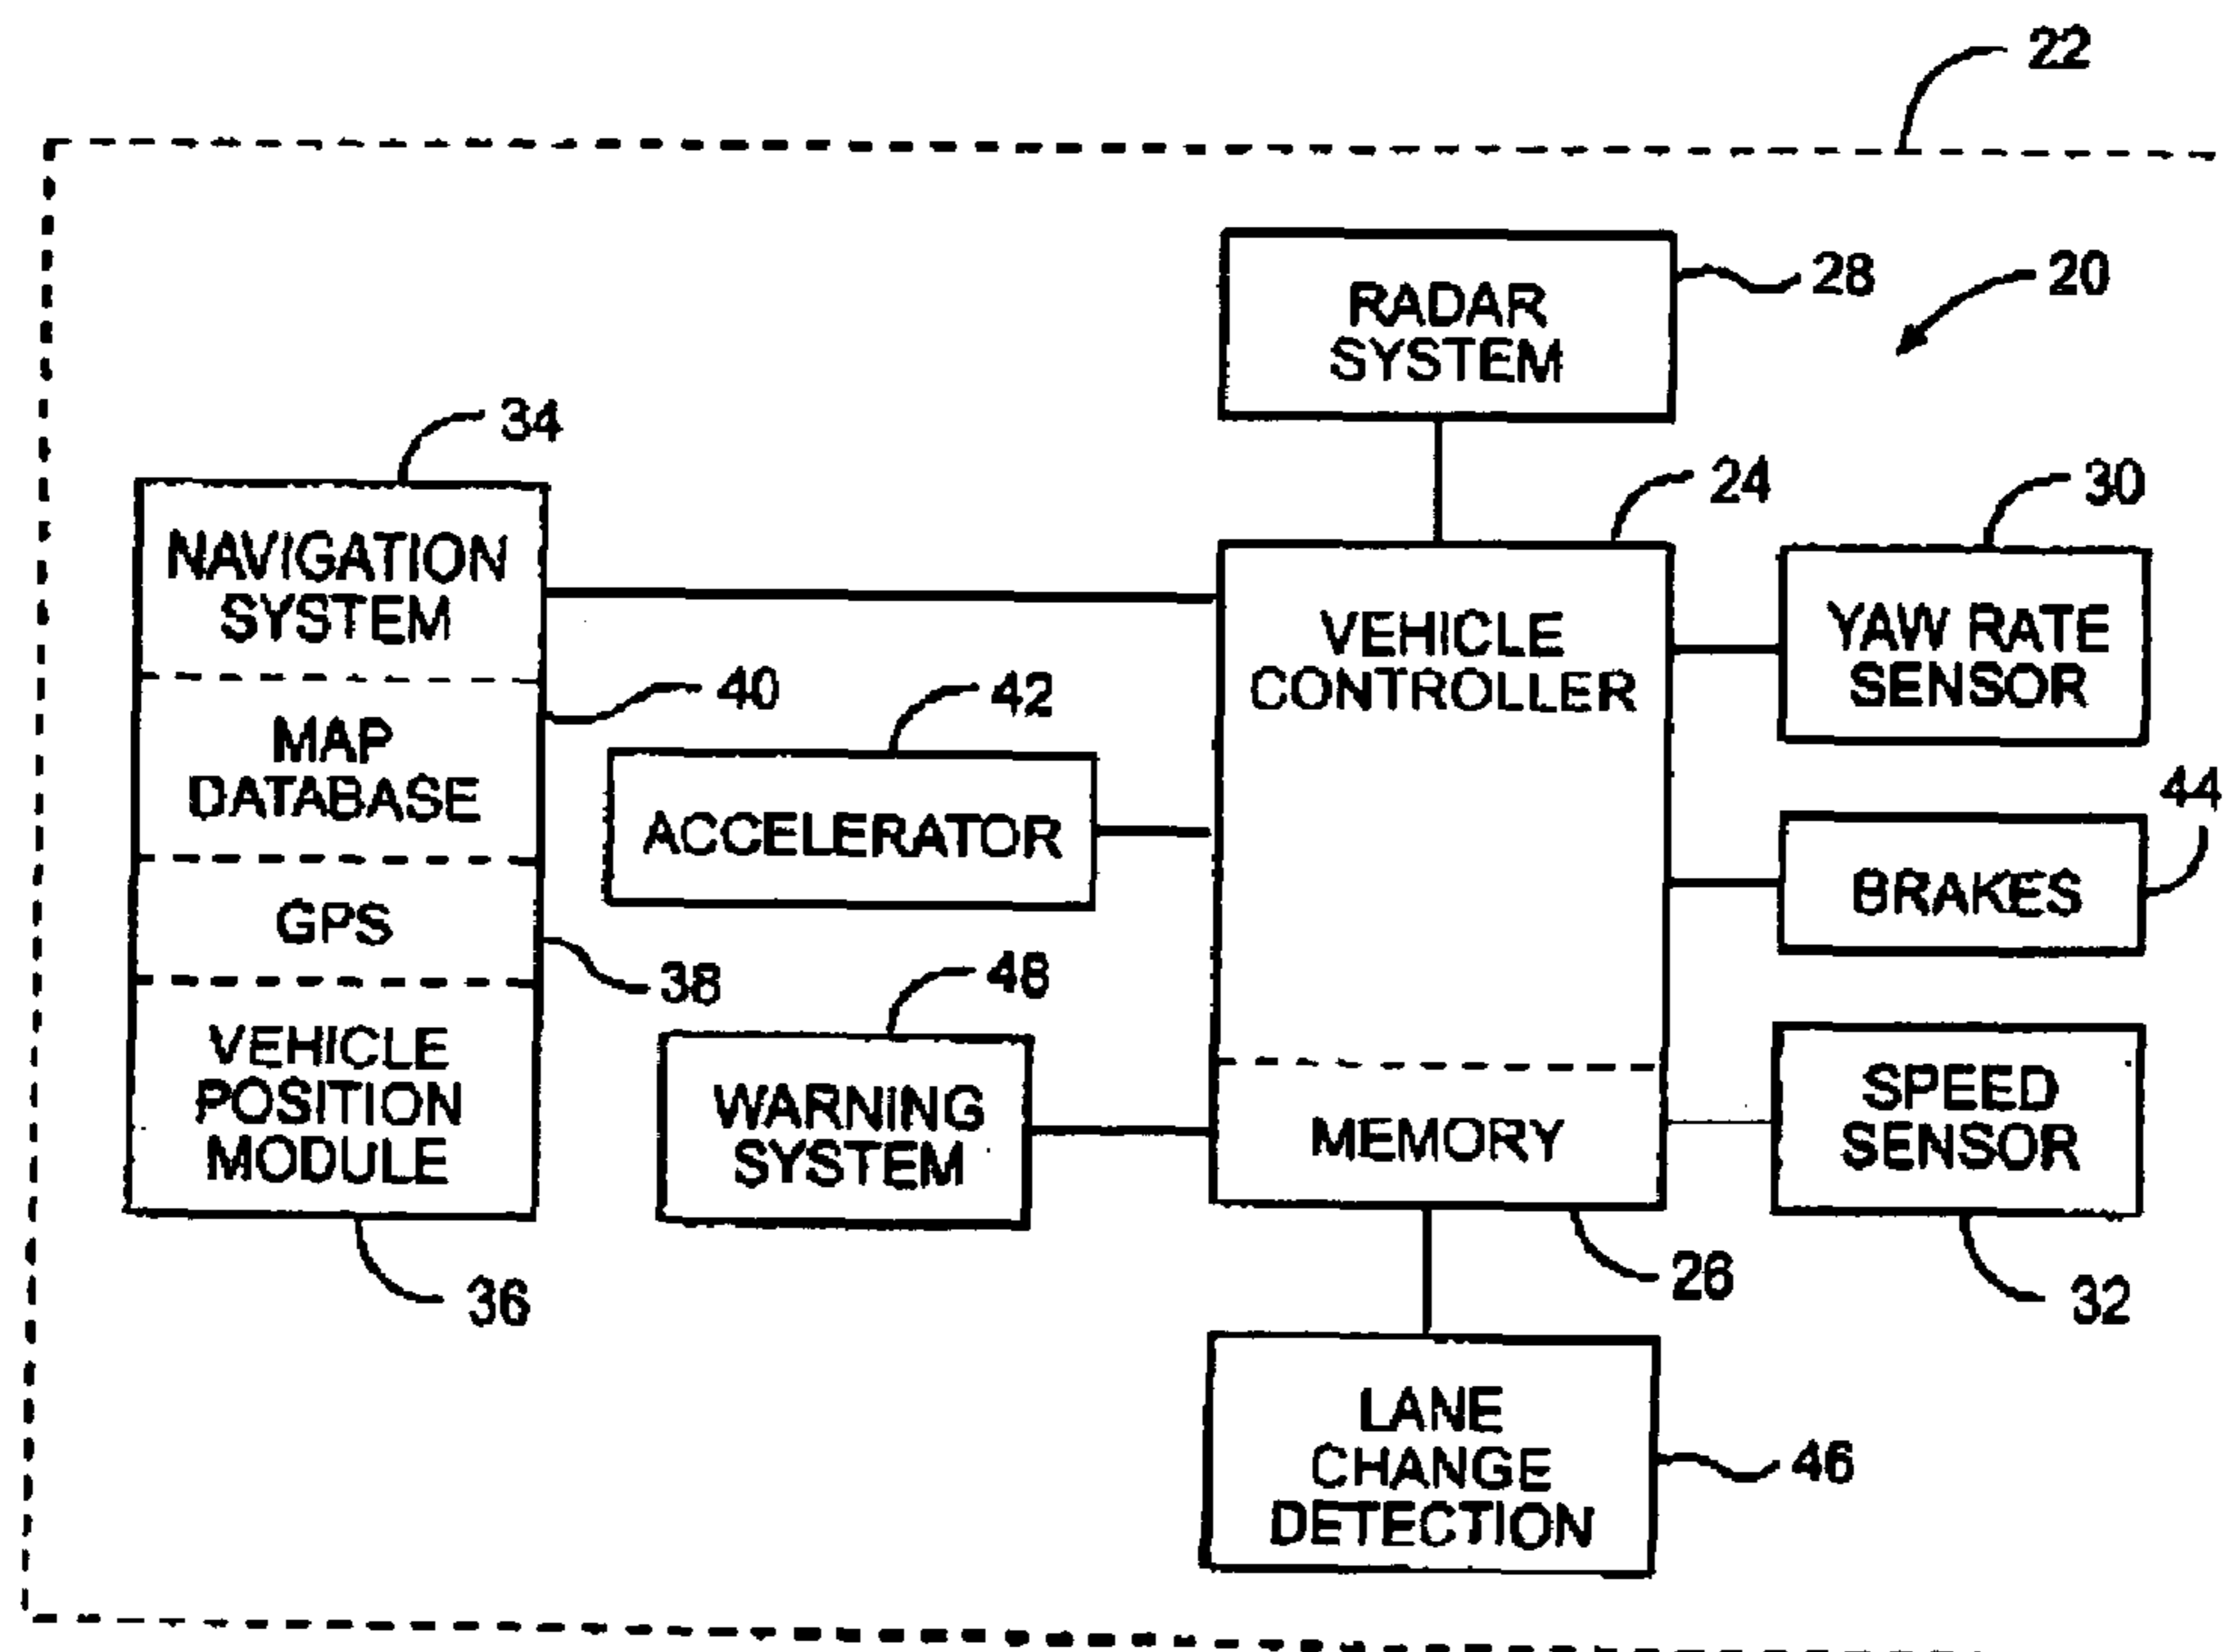 22
RADAR
SYSTEM
28
20
34
NAVIGATION
SYSTEM
24
30
VEHICLE
CONTROLLER
YAW RATE
SENSOR
40
42
MAP
DATABASE
ACCELERATOR
44
BRAKES
GPS
38
48
VEHICLE
POSITION
MODULE
WARNING
SYSTEM
MEMORY
SPEED
SENSOR
36
26
32
LANE
CHANGE
DETECTION
46